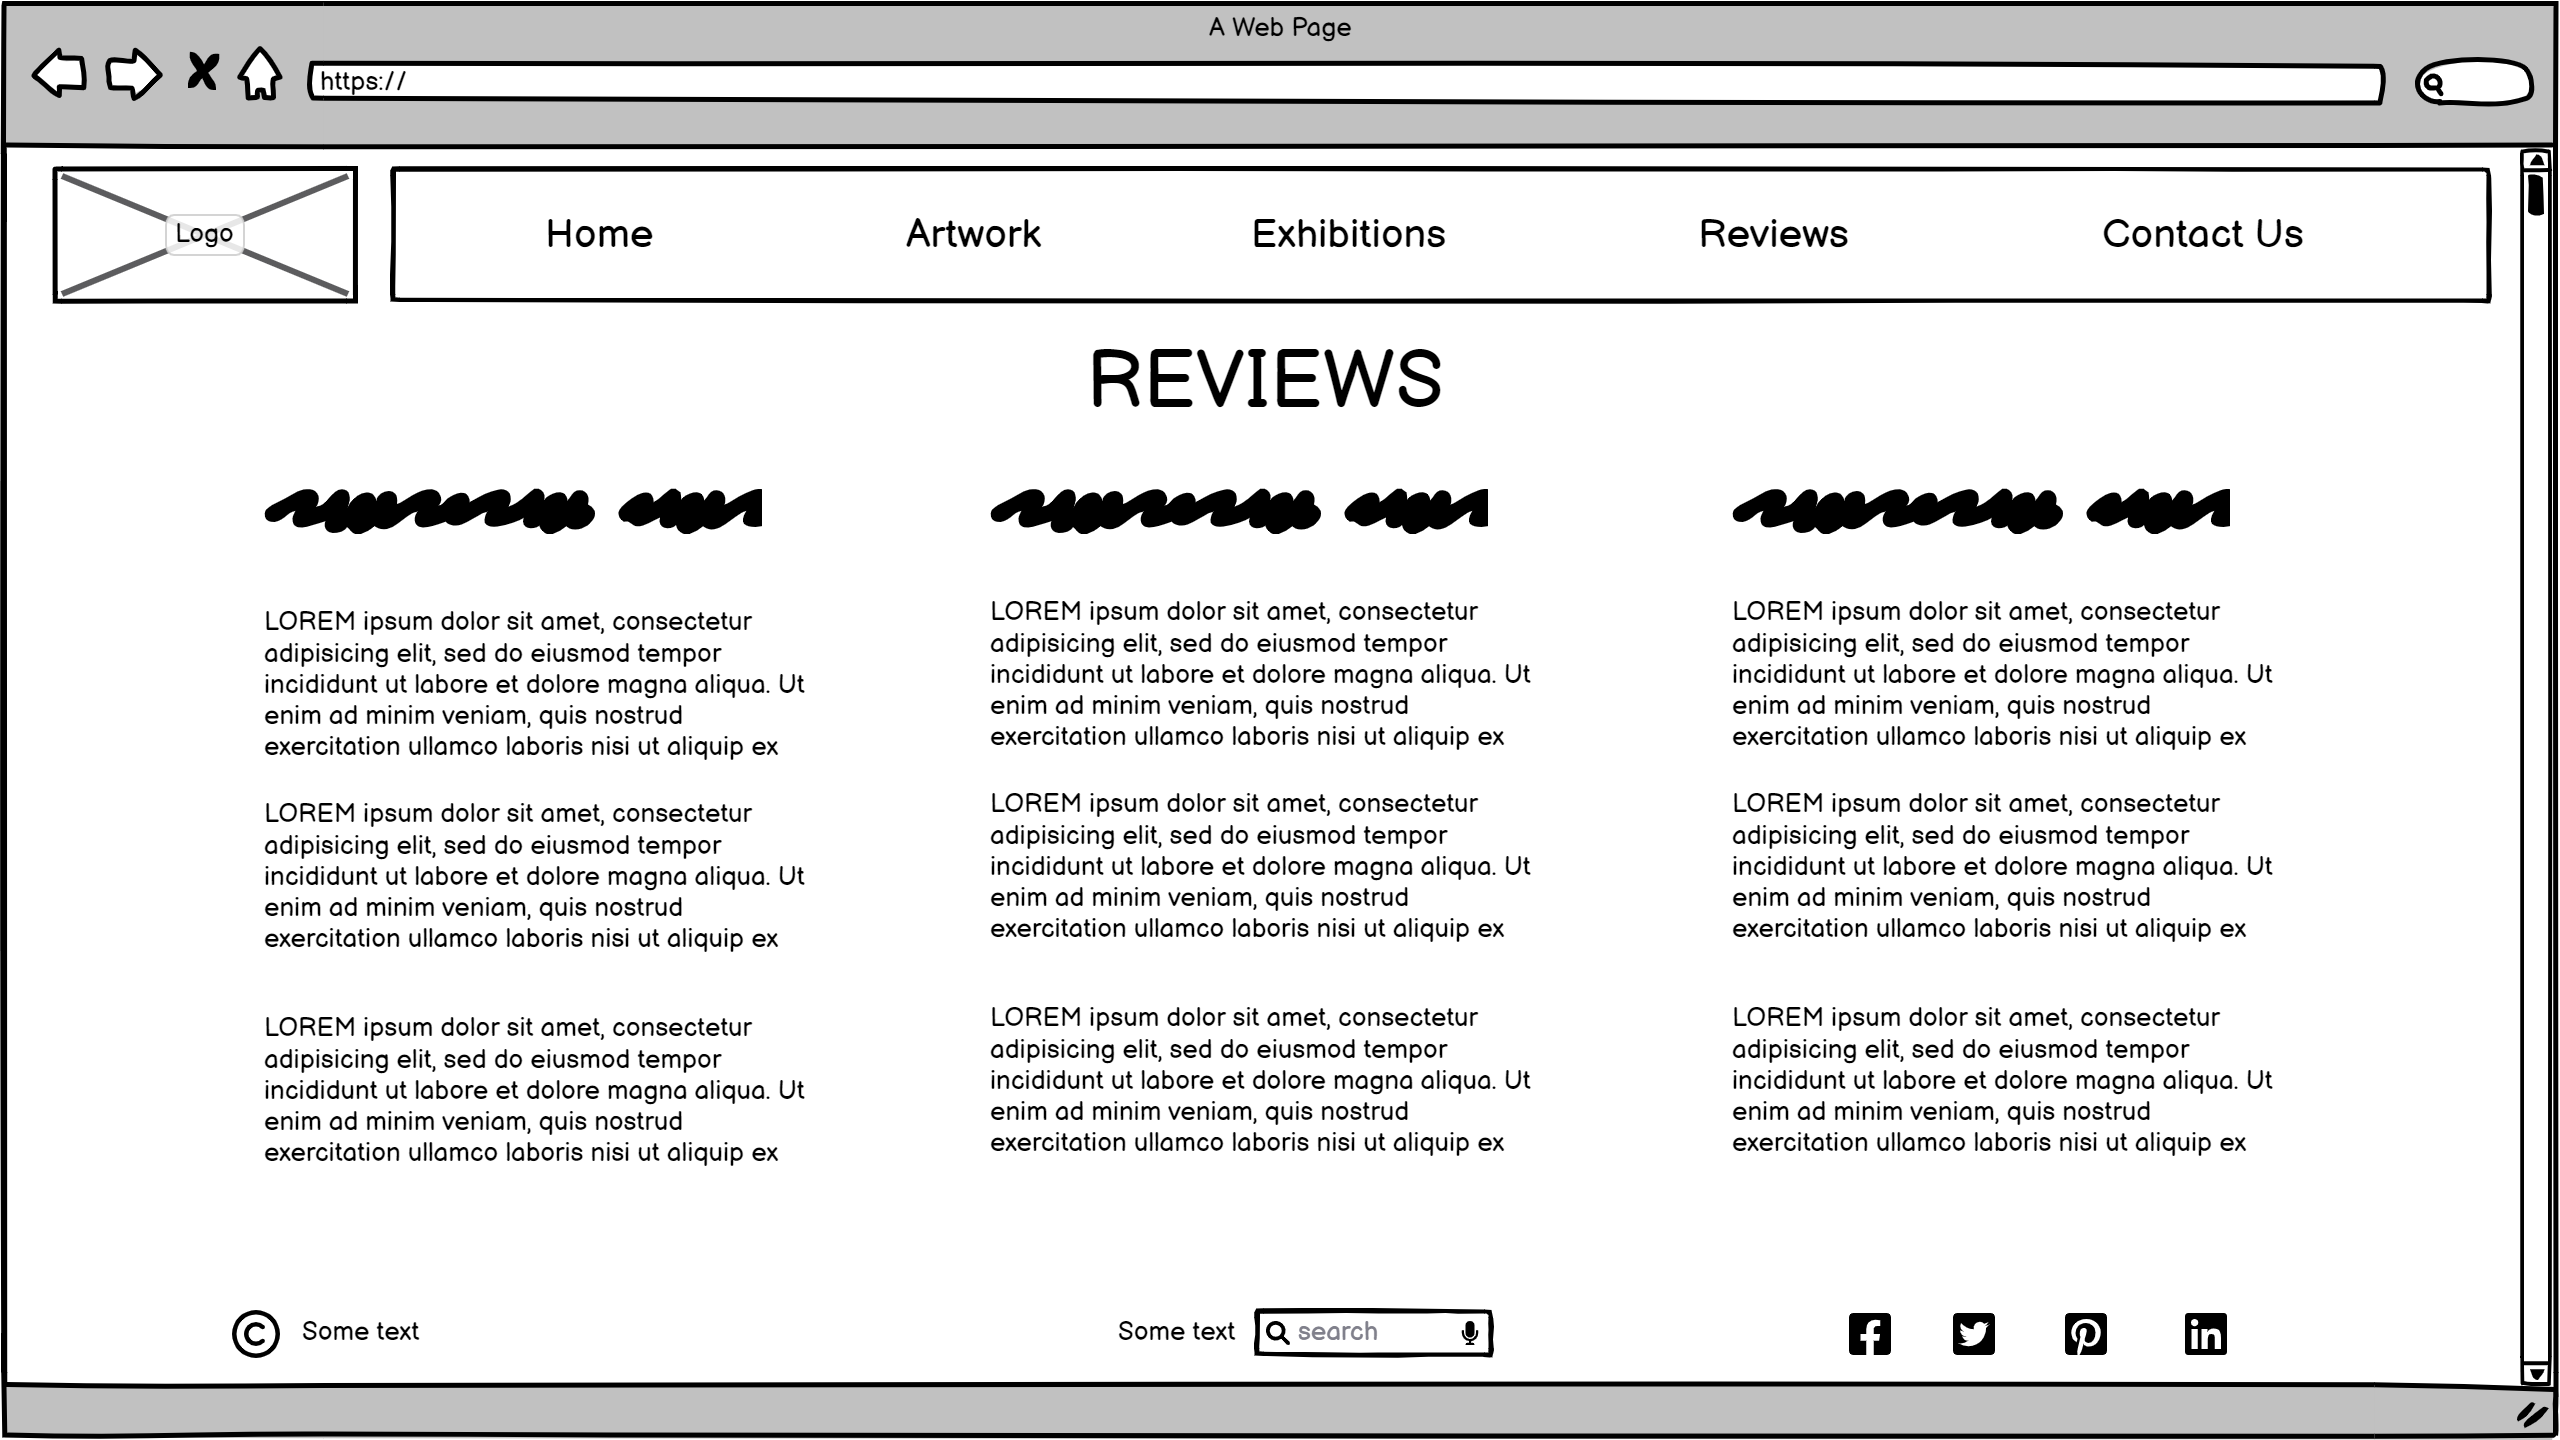 A Web Page
https://
Logo
Home Artwork Exhibitions Reviews Contact Us
REVIEWS
LOREM ipsum dolor sit amet, consectetur
adipisicing elit, sed do eiusmod tempor
incididunt ut labore et dolore magna aliqua. Ut
enim ad minim veniam, quis nostrud
exercitation ullamco laboris nisi ut aliquip ex
LOREM ipsum dolor sit amet, consectetur
adipisicing elit, sed do eiusmod tempor
incididunt ut labore et dolore magna aliqua. Ut
enim ad minim veniam, quis nostrud
exercitation ullamco laboris nisi ut aliquip ex
LOREM ipsum dolor sit amet, consectetur
adipisicing elit, sed do eiusmod tempor
incididunt ut labore et dolore magna aliqua. Ut
enim ad minim veniam, quis nostrud
exercitation ullamco laboris nisi ut aliquip ex
LOREM ipsum dolor sit amet, consectetur
adipisicing elit, sed do eiusmod tempor
incididunt ut labore et dolore magna aliqua. Ut
enim ad minim veniam, quis nostrud
exercitation ullamco laboris nisi ut aliquip ex
LOREM ipsum dolor sit amet, consectetur
adipisicing elit, sed do eiusmod tempor
incididunt ut labore et dolore magna aliqua. Ut
enim ad minim veniam, quis nostrud
exercitation ullamco laboris nisi ut aliquip ex
LOREM ipsum dolor sit amet, consectetur
adipisicing elit, sed do eiusmod tempor
incididunt ut labore et dolore magna aliqua. Ut
enim ad minim veniam, quis nostrud
exercitation ullamco laboris nisi ut aliquip ex
LOREM ipsum dolor sit amet, consectetur
adipisicing elit, sed do eiusmod tempor
incididunt ut labore et dolore magna aliqua. Ut
enim ad minim veniam, quis nostrud
exercitation ullamco laboris nisi ut aliquip ex
LOREM ipsum dolor sit amet, consectetur
adipisicing elit, sed do eiusmod tempor
incididunt ut labore et dolore magna aliqua. Ut
enim ad minim veniam, quis nostrud
exercitation ullamco laboris nisi ut aliquip ex
LOREM ipsum dolor sit amet, consectetur
adipisicing elit, sed do eiusmod tempor
incididunt ut labore et dolore magna aliqua. Ut
enim ad minim veniam, quis nostrud
exercitation ullamco laboris nisi ut aliquip ex
© Some text
Some text search